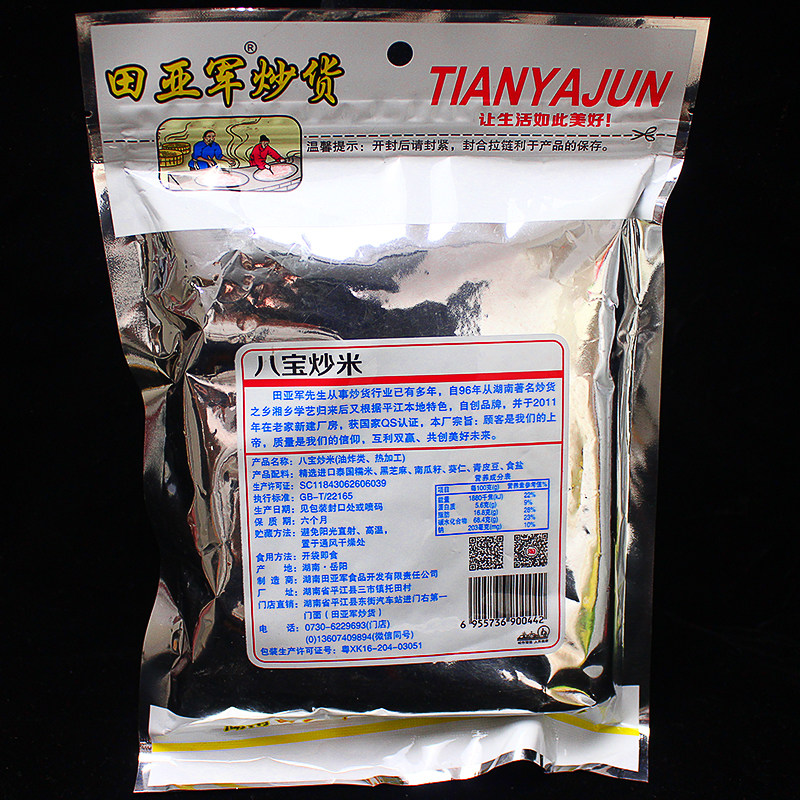 田亚军炒货®
TIANYAJUN
让生活如此美好！
温馨提示：开封后请封紧，封合拉链利于产品的保存。
八宝炒米
田亚军先生从事炒货行业已有多年，自96年从湖南著名炒货
之乡湘乡学艺归来后又根据平江本地特色，自创品牌，并于2011
年在老家新建厂房，获国家QS认证，本厂宗旨：顾客是我们的上
帝，质量是我们的信仰，互利双赢、共创美好未来。
产品名称：八宝炒米(油炸类、热加工)
产品配料：精选进口泰国糯米、黑芝麻、南瓜籽、葵仁、青皮豆、食盐
生产许可证：SC11843062606039
执行标准：GB-T/22165
生产日期：见包装封口处或喷码
保 质 期：六个月
贮藏方法：避免阳光直射、高温，
置于通风干燥处
营养成分表
项目 每100克(g) 营养素参考值%
能量 1880千焦(kJ) 22%
蛋白质 5.6克(g) 9%
脂肪 16.8克(g) 28%
碳水化合物 68.4克(g) 23%
钠 203毫克(mg) 10%
食用方法：开袋即食
产 地：湖南·岳阳
制 造 商：湖南田亚军食品开发有限责任公司
厂 址：湖南省平江县三市镇托田村
门店直销：湖南省平江县东街汽车站进门右第一
门面（田亚军炒货）
电 话：0730-6229693(门店)
(0)13607409894(微信同号)
包装生产许可证号：粤XK16-204-03051
6 955736 900442